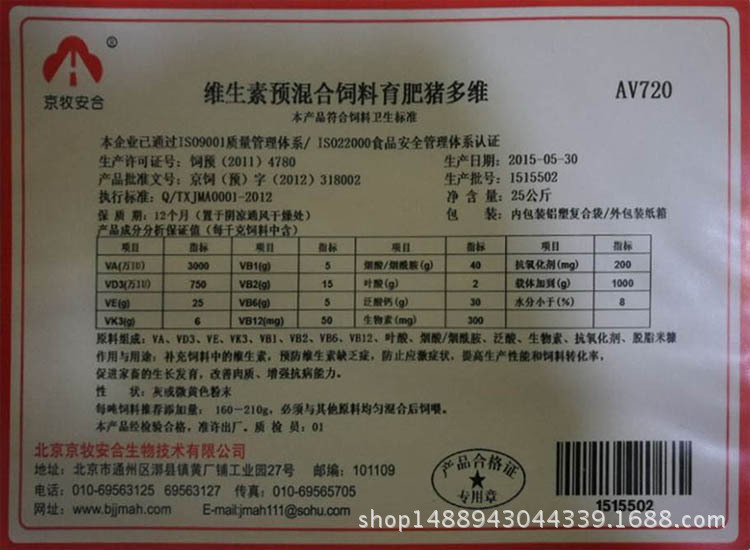 ®
京牧安合
维生素预混合饲料育肥猪多维
AV720
本产品符合饲料卫生标准
本企业已通过ISO9001质量管理体系/ ISO22000食品安全管理体系认证
生产许可证号：饲预（2011）4780
生产日期：2015-05-30
产品批准文号：京饲（预）字（2012）318002
生产批号：1515502
执行标准：Q/TXJMA0001-2012
净 含 量：25公斤
保 质 期：12个月（置于阴凉通风干燥处）
包 装：内包装铝塑复合袋/外包装纸箱
产品成分分析保证值（每千克饲料中含）
项目 指标 项目 指标 项目 指标 项目 指标
VA(万IU) 3000 VB1(g) 5 烟酸/烟酰胺(g) 40 抗氧化剂(mg) 200
VD3(万IU) 750 VB2(g) 15 叶酸(g) 2 载体加到(g) 1000
VE(g) 25 VB6(g) 5 泛酸钙(g) 30 水分小于(%) 8
VK3(g) 6 VB12(mg) 50 生物素(mg) 300
原料组成：VA、VD3、VE、VK3、VB1、VB2、VB6、VB12、叶酸、烟酸/烟酰胺、泛酸、生物素、抗氧化剂、脱脂米糠
作用与用途：补充饲料中的维生素，预防维生素缺乏症，防止应激症状，提高生产性能和饲料转化率，
促进家畜的生长发育，改善肉质、增强抗病能力。
性 状：灰或微黄色粉末
每吨饲料推荐添加量：160-210g，必须与其他原料均匀混合后饲喂。
本产品经检验合格，准许出厂。质 检 员：01
北京京牧安合生物技术有限公司
地址：北京市通州区漷县镇黄厂铺工业园27号 邮编：101109
电话：010-69563125 69563127 传真：010-69565705
网址：www.bjjmah.com E-mail:jmah111@sohu.com
产品合格证
专用章
1515502
shop1488943044339.1688.com